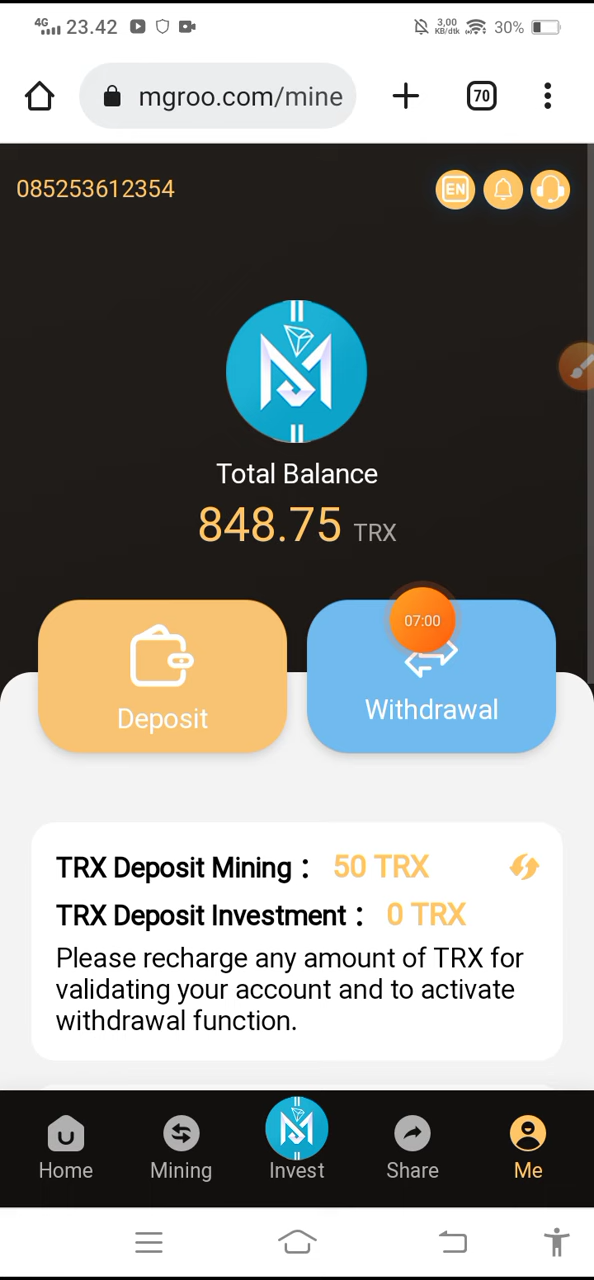 4G 23.42 3,00 KB/dtk 30%
mgroo.com/mine 70
085253612354 EN
Total Balance
848.75 TRX
07:00
Deposit Withdrawal
TRX Deposit Mining : 50 TRX
TRX Deposit Investment : 0 TRX
Please recharge any amount of TRX for
validating your account and to activate
withdrawal function.
Home Mining Invest Share Me